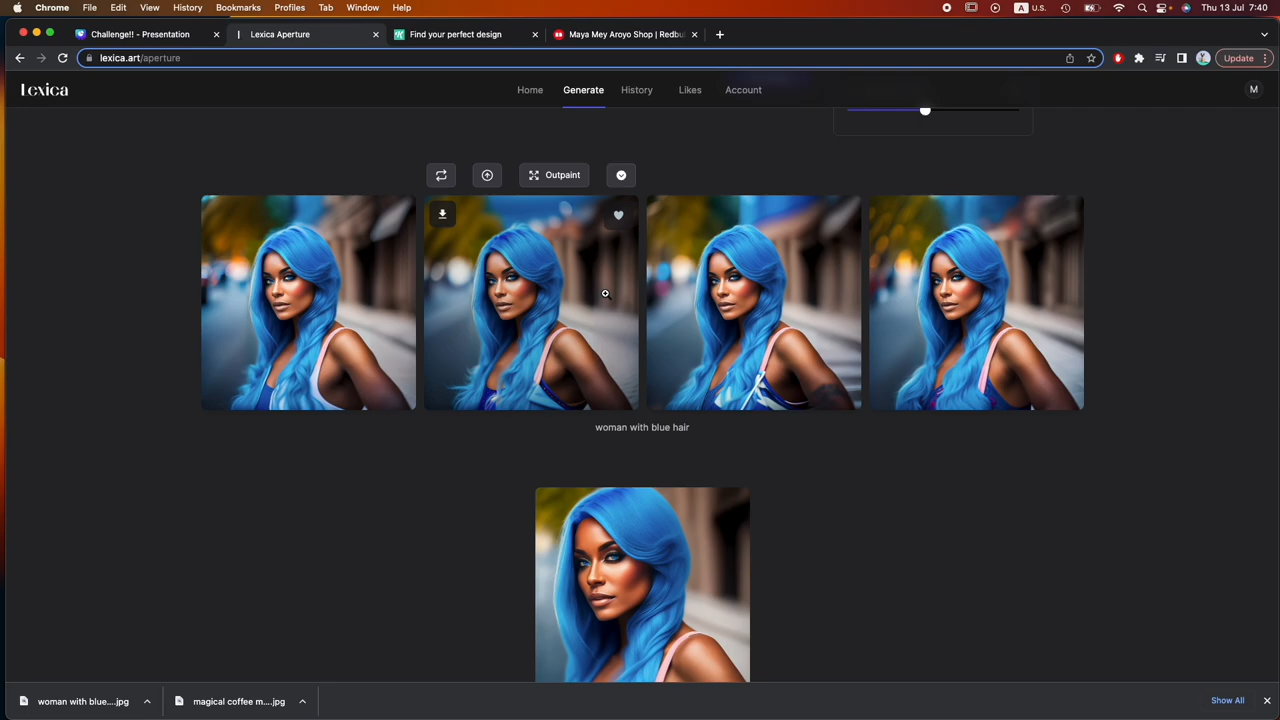 Chrome File Edit View History Bookmarks Profiles Tab Window Help A U.S. Thu 13 Jul 7:40
Challenge!! - Presentation Lexica Aperture Find your perfect design Maya Mey Aroyo Shop | Redbu
lexica.art/aperture Update
Lexica Home Generate History Likes Account M
Outpaint
woman with blue hair
woman with blue....jpg magical coffee m....jpg Show All